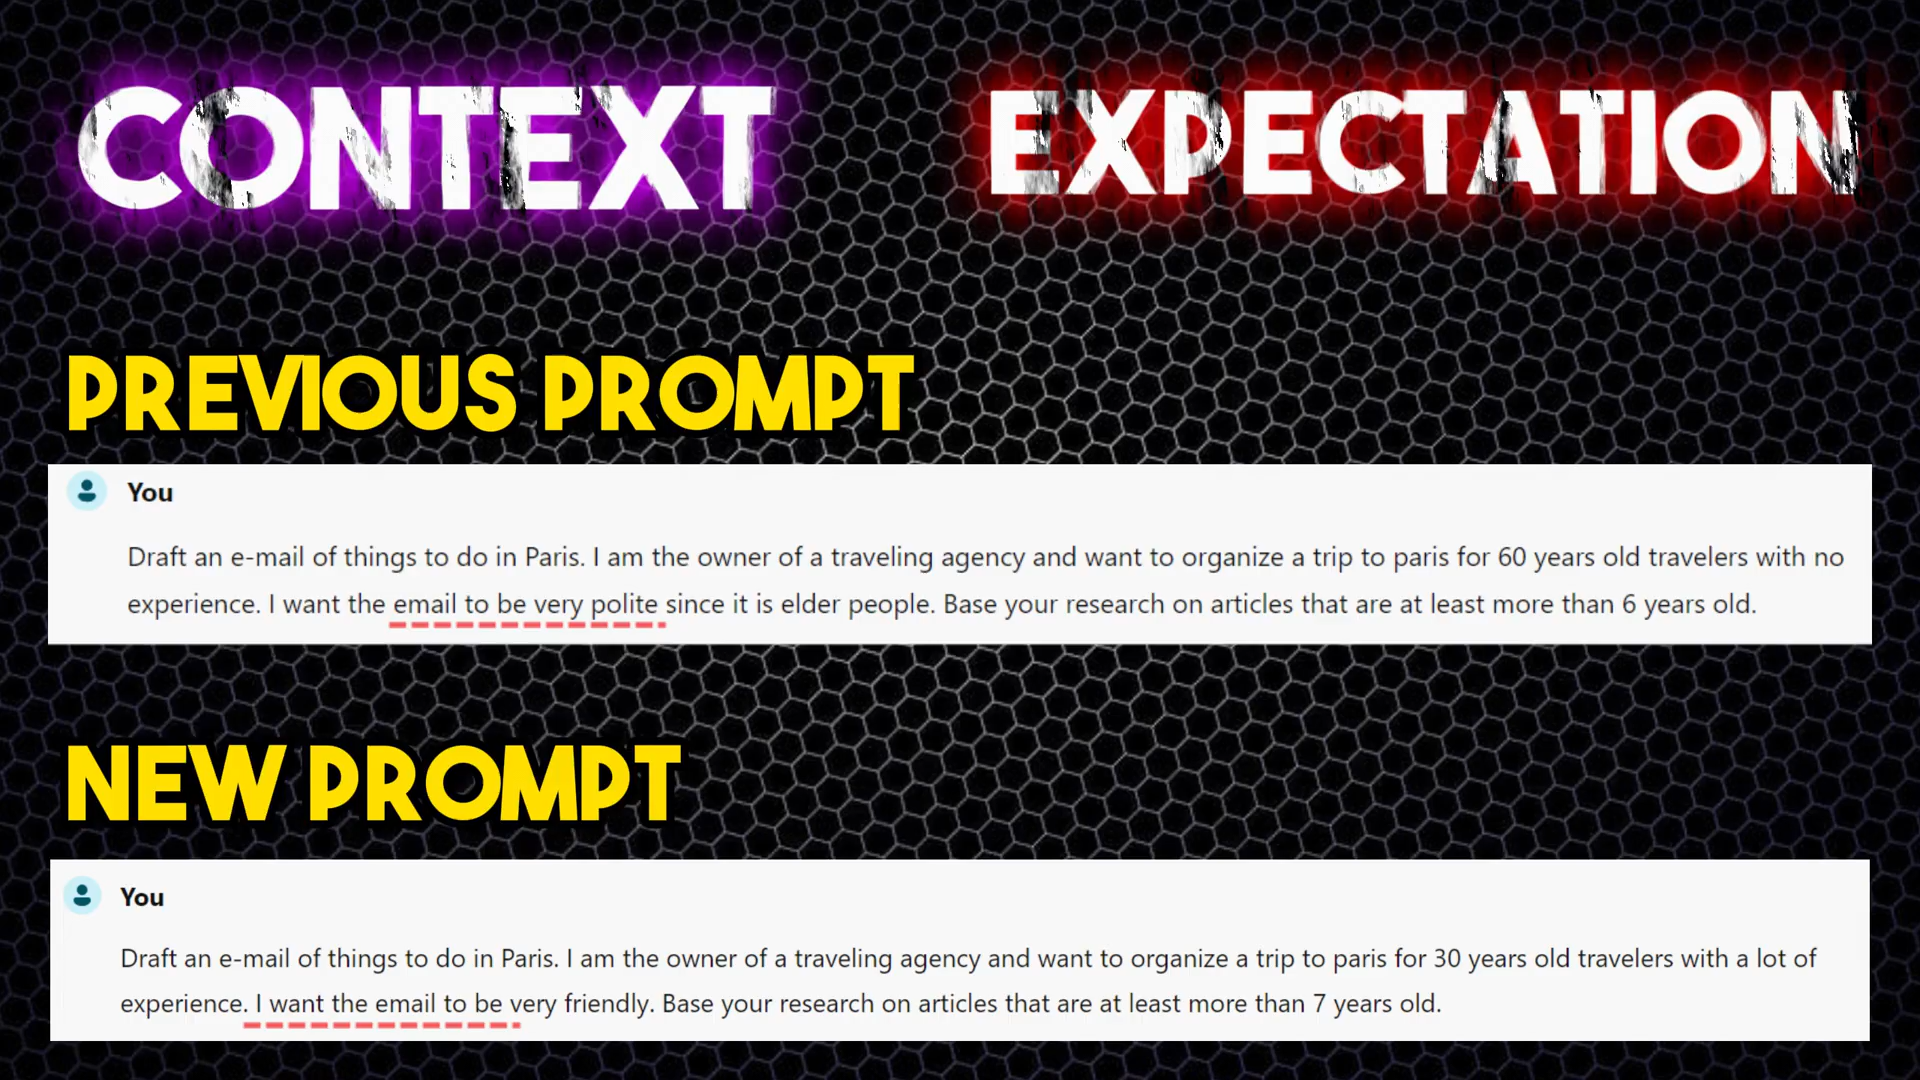 CONTEXT EXPECTATION
PREVIOUS PROMPT
You
Draft an e-mail of things to do in Paris. I am the owner of a traveling agency and want to organize a trip to paris for 60 years old travelers with no
experience. I want the email to be very polite since it is elder people. Base your research on articles that are at least more than 6 years old.
NEW PROMPT
You
Draft an e-mail of things to do in Paris. I am the owner of a traveling agency and want to organize a trip to paris for 30 years old travelers with a lot of
experience. I want the email to be very friendly. Base your research on articles that are at least more than 7 years old.